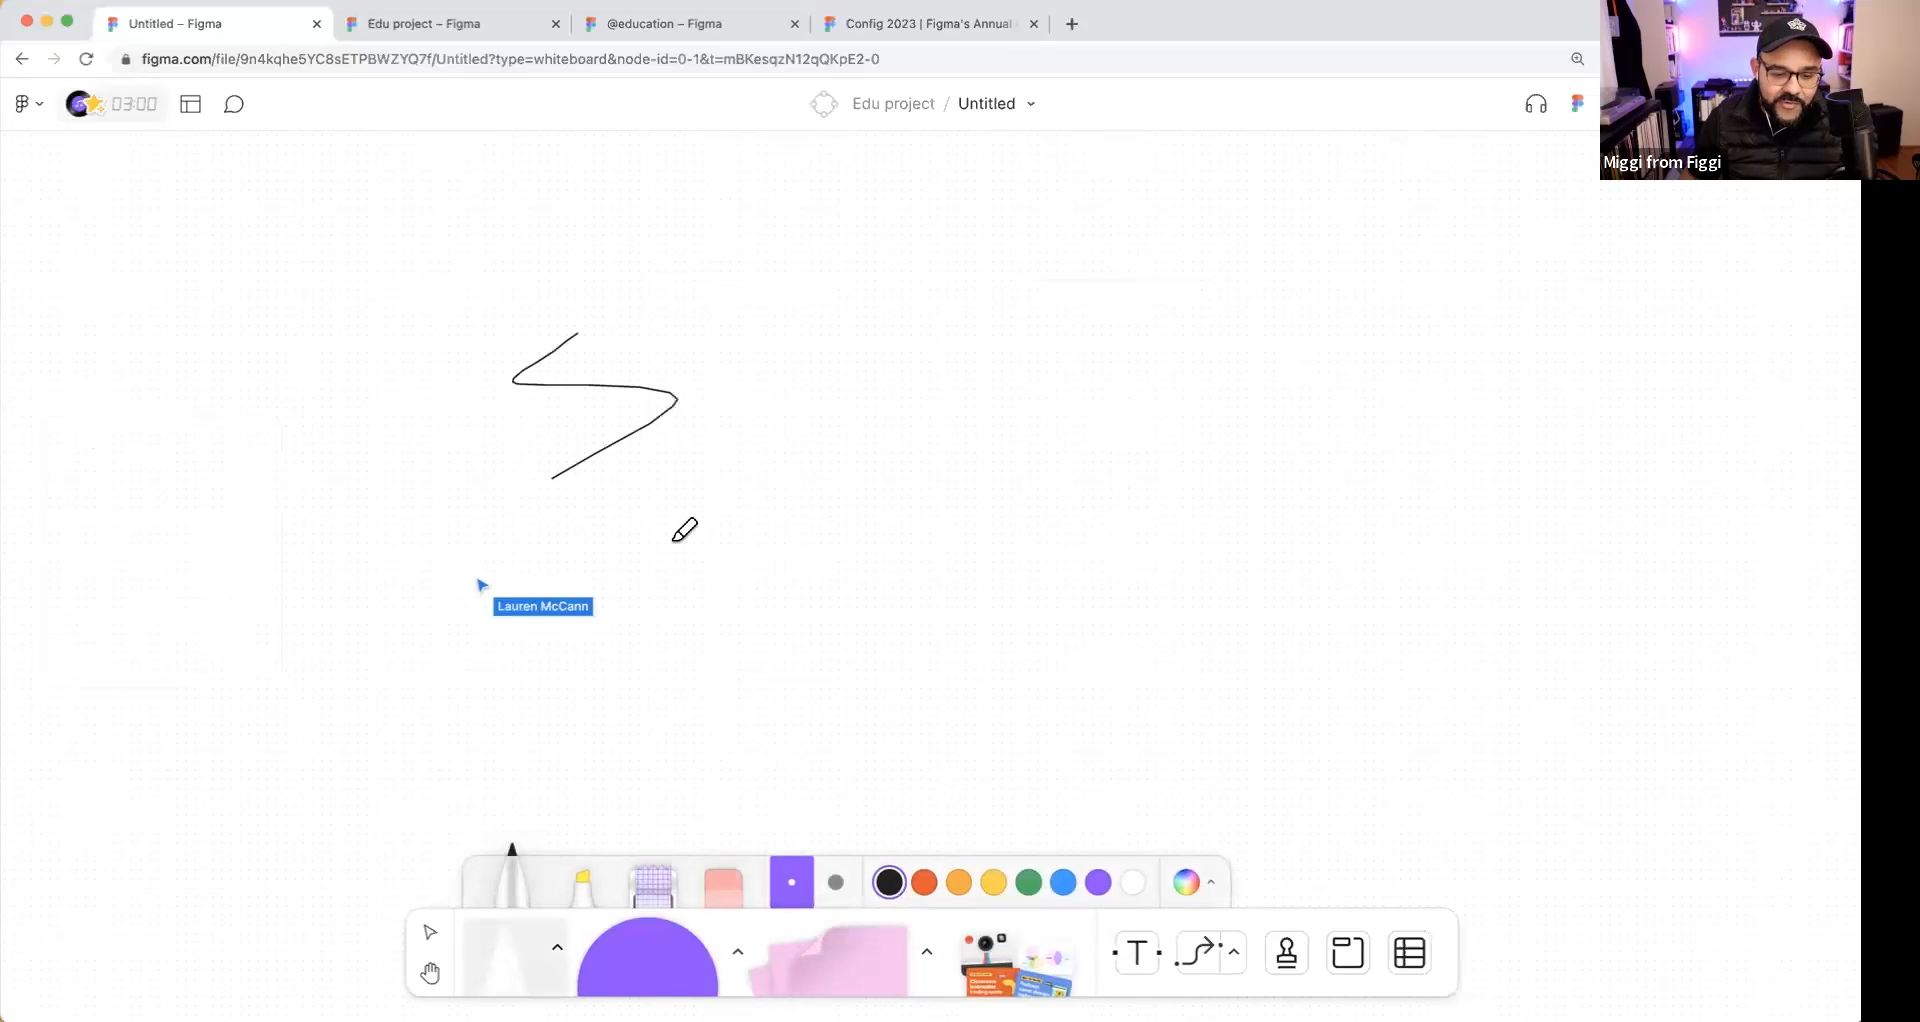 Untitled – Figma
Edu project – Figma
@education – Figma
Config 2023 | Figma's Annual
figma.com/file/9n4kqhe5YC8sETPBWZYQ7f/Untitled?type=whiteboard&node-id=0-1&t=mBKesqzN12qQKpE2-0
03:00
Edu project / Untitled
Miggi from Figgi
Lauren McCann
T